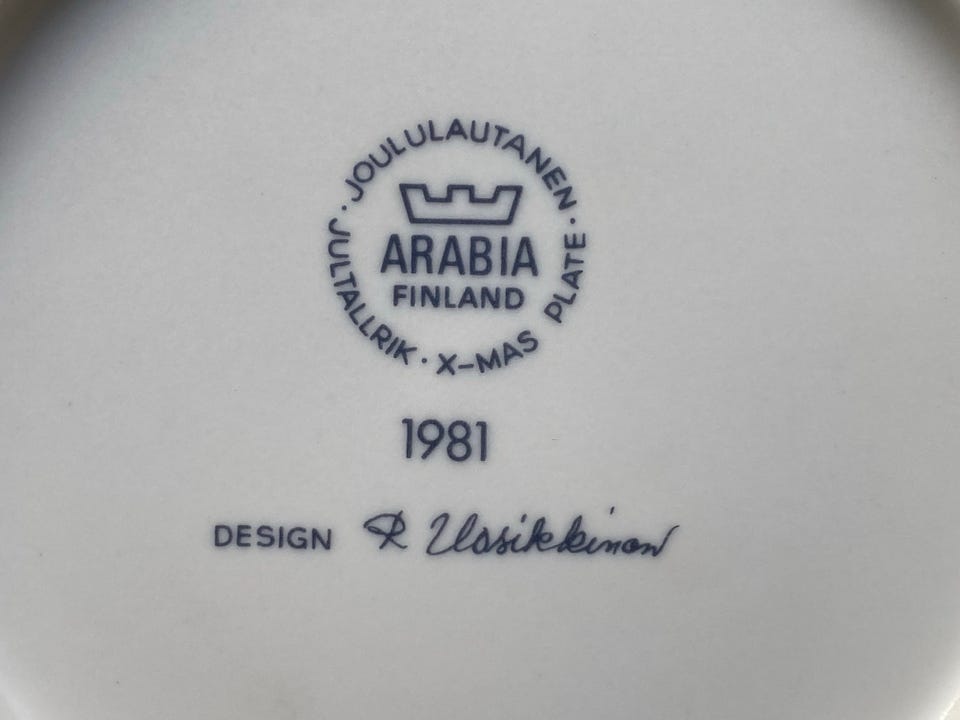 · JOULULAUTANEN ·
JULTALLRIK · X-MAS PLATE ·
ARABIA
FINLAND
1981
DESIGN R Uosikkinen